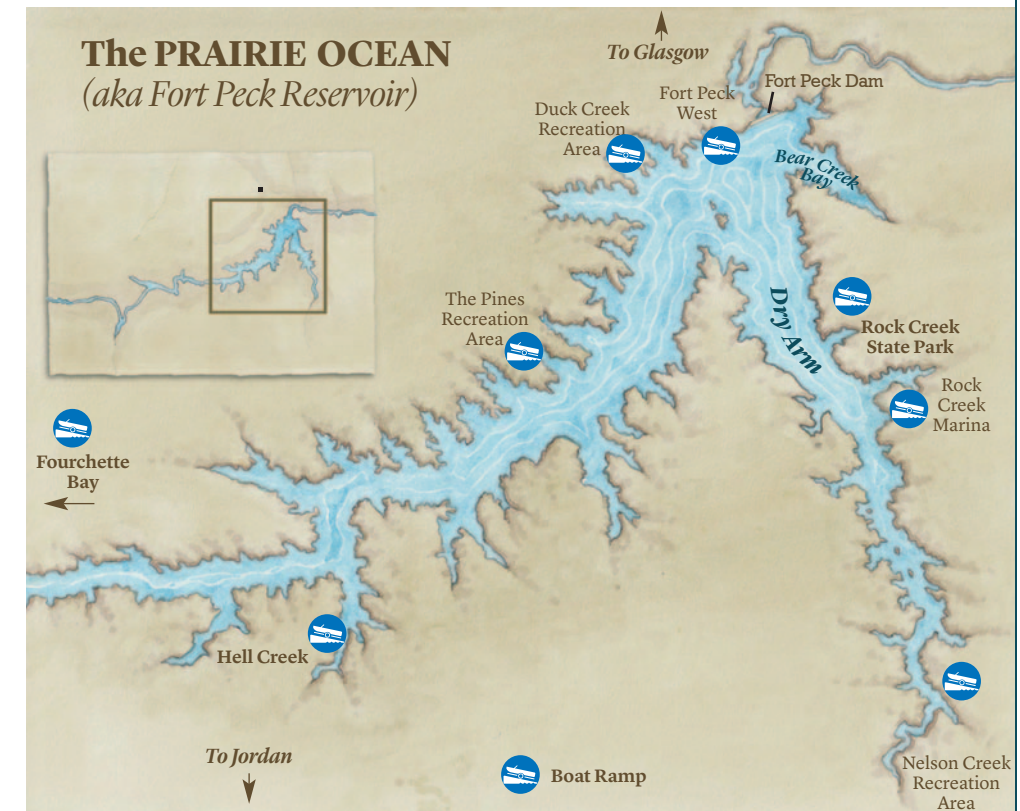 The PRAIRIE OCEAN
(aka Fort Peck Reservoir)
To Glasgow
Fort Peck Dam
Fort Peck
West
Duck Creek
Recreation
Area
Bear Creek
Bay
Dry Arm
The Pines
Recreation
Area
Rock Creek
State Park
Rock
Creek
Marina
Fourchette
Bay
Hell Creek
To Jordan
Boat Ramp
Nelson Creek
Recreation
Area